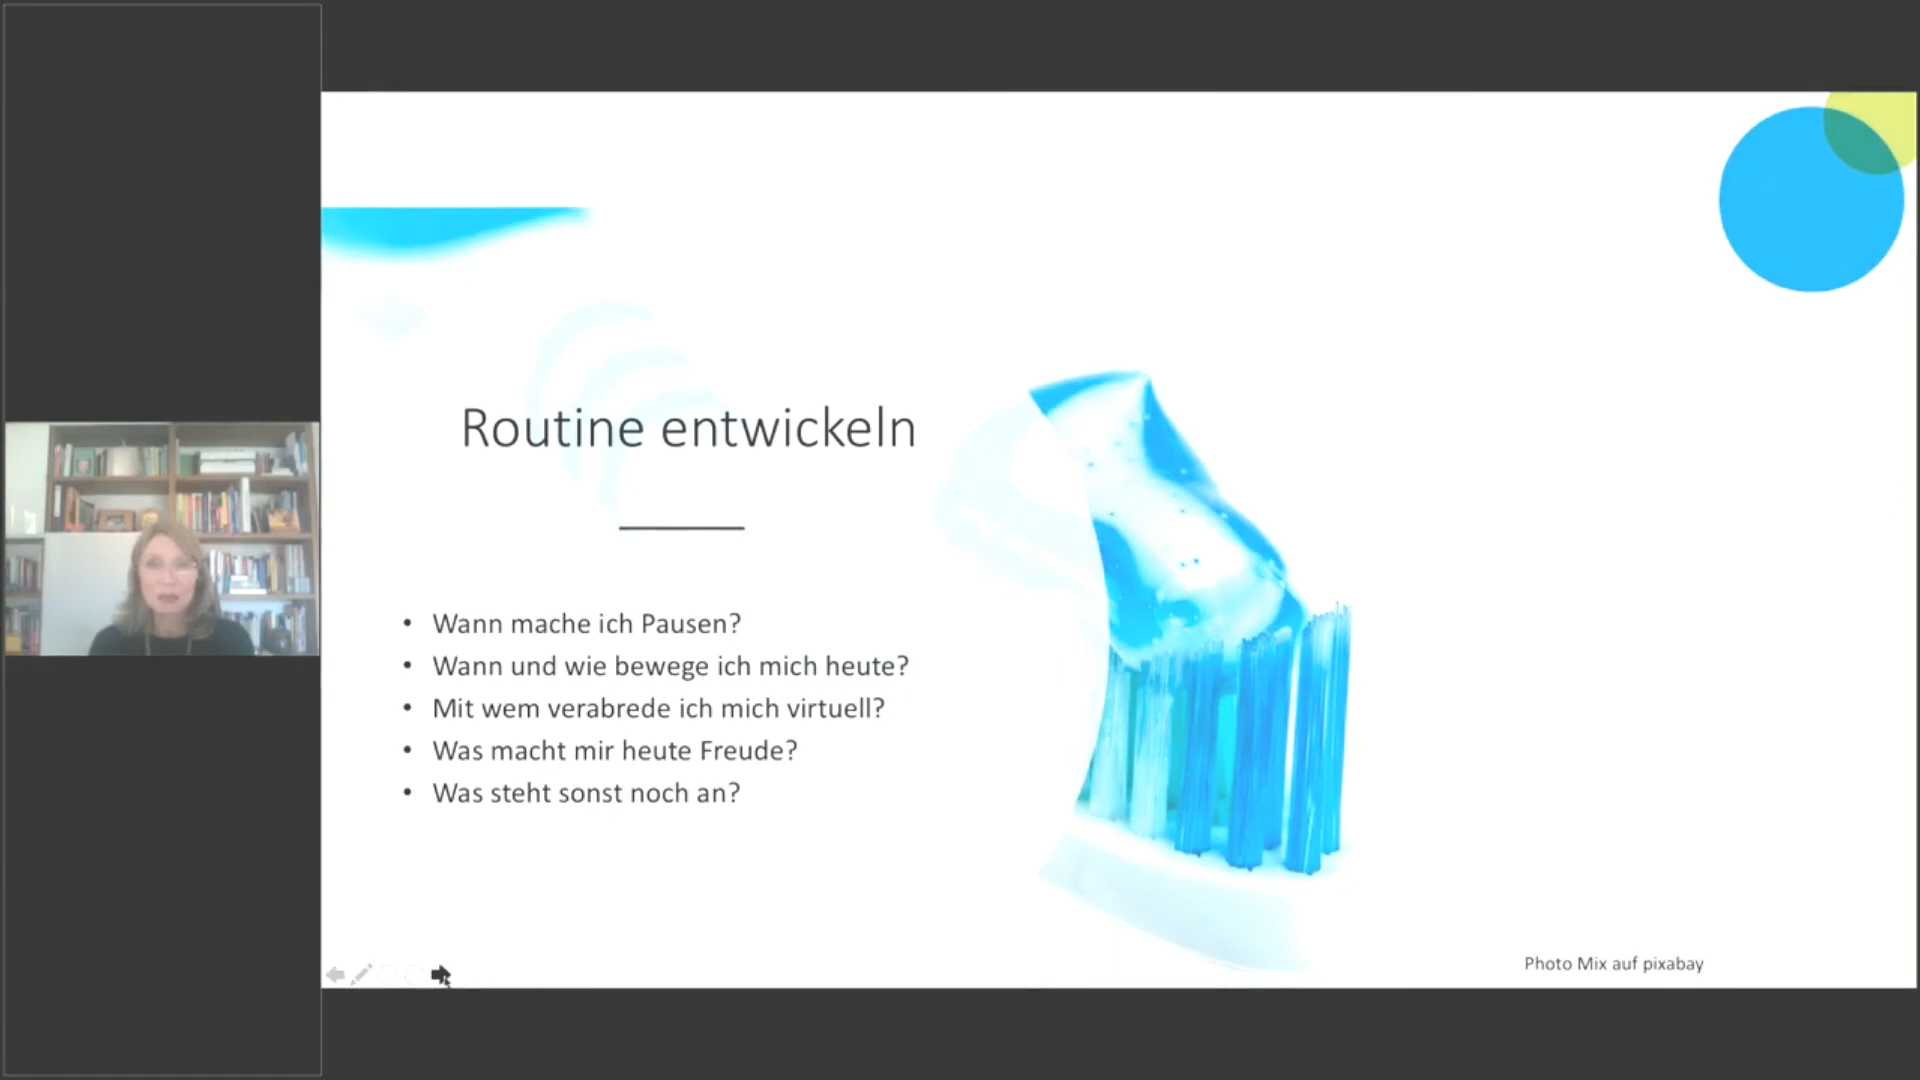 Routine entwickeln
• Wann mache ich Pausen?
• Wann und wie bewege ich mich heute?
• Mit wem verabrede ich mich virtuell?
• Was macht mir heute Freude?
• Was steht sonst noch an?
Photo Mix auf pixabay